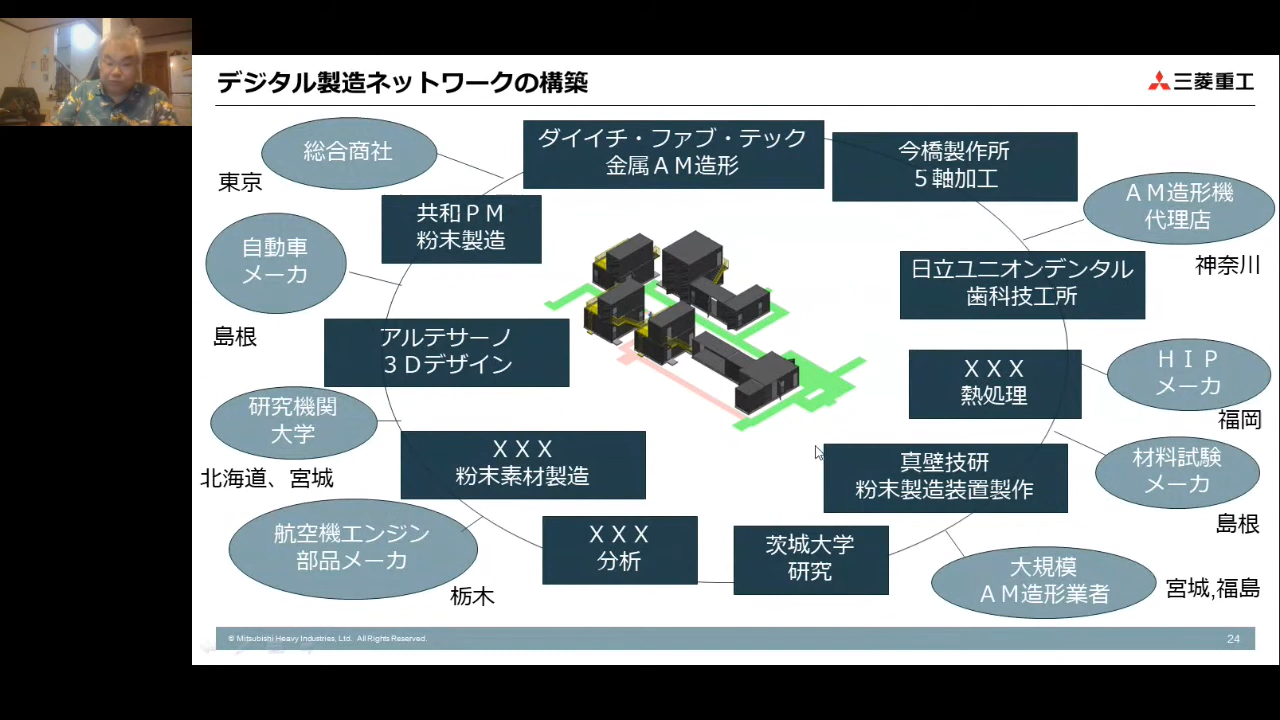 デジタル製造ネットワークの構築
三菱重工
総合商社
東京
ダイイチ・ファブ・テック
金属ＡＭ造形
今橋製作所
５軸加工
ＡＭ造形機
代理店
神奈川
共和ＰＭ
粉末製造
自動車
メーカ
島根
日立ユニオンデンタル
歯科技工所
アルテサーノ
３Ｄデザイン
ＸＸＸ
熱処理
ＨＩＰ
メーカ
福岡
研究機関
大学
北海道、宮城
ＸＸＸ
粉末素材製造
真壁技研
粉末製造装置製作
材料試験
メーカ
島根
航空機エンジン
部品メーカ
栃木
ＸＸＸ
分析
茨城大学
研究
大規模
ＡＭ造形業者
宮城,福島
© Mitsubishi Heavy Industries, Ltd. All Rights Reserved.
24